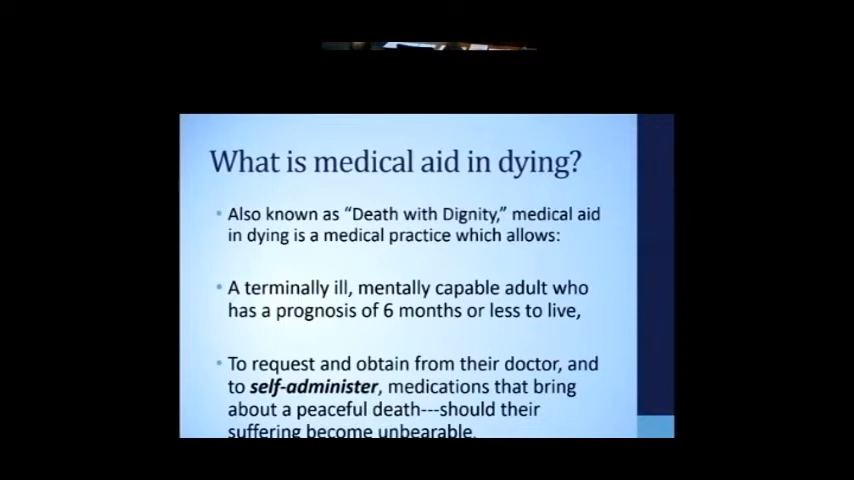 What is medical aid in dying?
Also known as “Death with Dignity,” medical aid
in dying is a medical practice which allows:
A terminally ill, mentally capable adult who
has a prognosis of 6 months or less to live,
To request and obtain from their doctor, and
to self-administer, medications that bring
about a peaceful death---should their
suffering become unbearable.